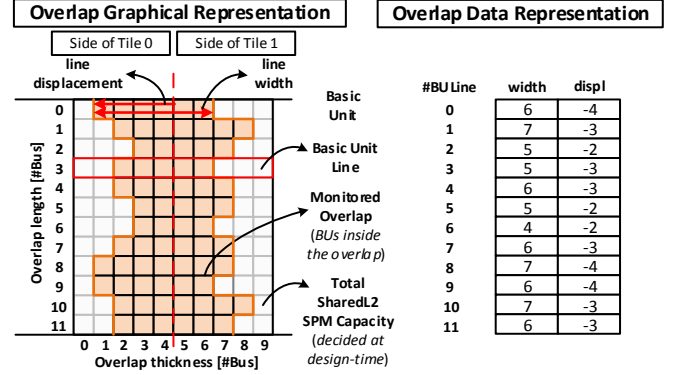 Overlap Graphical Representation
Overlap Data Representation
Side of Tile 0
Side of Tile 1
line
displacement
line
width
Basic
Unit
Basic Unit
Line
Monitored
Overlap
(BUs inside
the overlap)
Total
SharedL2
SPM Capacity
(decided at
design-time)
Overlap length [#Bus]
0
1
2
3
4
5
6
7
8
9
10
11
0 1 2 3 4 5 6 7 8 9
Overlap thickness [#Bus]
#BU Line width displ
0 6 -4
1 7 -3
2 5 -2
3 5 -3
4 6 -3
5 5 -2
6 4 -2
7 6 -3
8 7 -4
9 6 -4
10 7 -3
11 6 -3